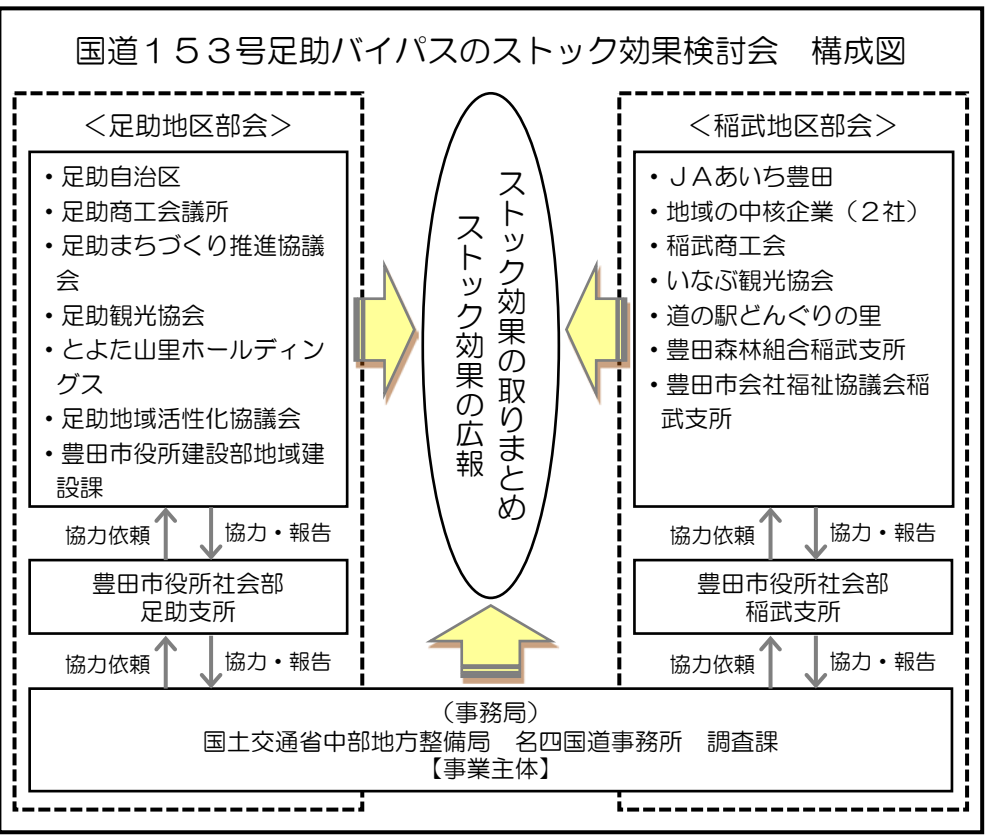 国道１５３号足助バイパスのストック効果検討会　構成図
＜足助地区部会＞
・足助自治区
・足助商工会議所
・足助まちづくり推進協議
会
・足助観光協会
・とよた山里ホールディン
グス
・足助地域活性化協議会
・豊田市役所建設部地域建
設課
協力依頼
協力・報告
豊田市役所社会部
足助支所
協力依頼
協力・報告
ストック効果の取りまとめ
ストック効果の広報
＜稲武地区部会＞
・ＪＡあいち豊田
・地域の中核企業（２社）
・稲武商工会
・いなぶ観光協会
・道の駅どんぐりの里
・豊田森林組合稲武支所
・豊田市会社福祉協議会稲
武支所
協力依頼
協力・報告
豊田市役所社会部
稲武支所
協力依頼
協力・報告
（事務局）
国土交通省中部地方整備局　名四国道事務所　調査課
【事業主体】